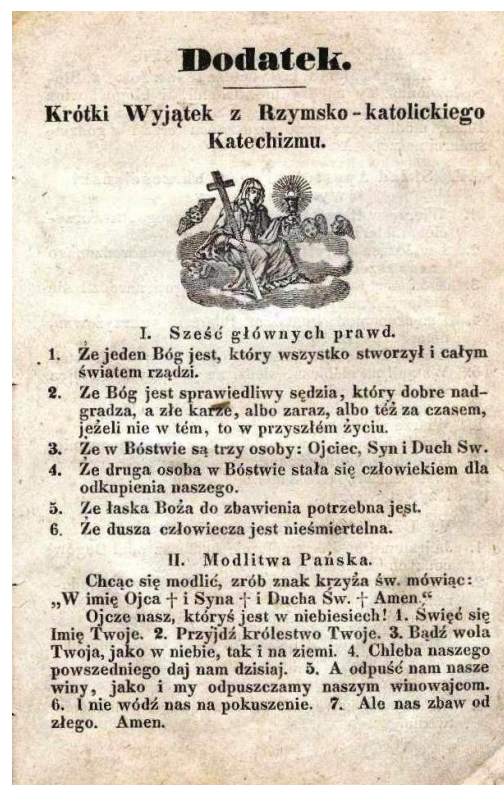 Dodatek.
Krótki Wyjątek z Rzymsko-katolickiego
Katechizmu.
I. Sześć głównych prawd.
1. Że jeden Bóg jest, który wszystko stworzył i całym
światem rządzi.
2. Że Bóg jest sprawiedliwy sędzia, który dobre nad-
gradza, a złe karze, albo zaraz, albo téż za czasem,
jeżeli nie w tém, to w przyszłém życiu.
3. Że w Bóstwie są trzy osoby: Ojciec, Syn i Duch Sw.
4. Że druga osoba w Bóstwie stała się człowiekiem dla
odkupienia naszego.
5. Że łaska Boża do zbawienia potrzebna jest.
6. Że dusza człowiecza jest nieśmiertelna.
II. Modlitwa Pańska.
Chcąc się modlić, zrób znak krzyża św. mówiąc:
„W imię Ojca † i Syna † i Ducha Św. † Amen.“
Ojcze nasz, któryś jest w niebiesiech! 1. Święć się
Imię Twoje. 2. Przyjdź królestwo Twoje. 3. Bądź wola
Twoja, jako w niebie, tak i na ziemi. 4. Chleba naszego
powszedniego daj nam dzisiaj. 5. A odpuść nam nasze
winy, jako i my odpuszczamy naszym winowajcom.
6. I nie wódź nas na pokuszenie. 7. Ale nas zbaw od
złego. Amen.